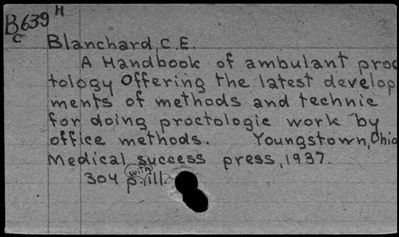 B639 H
C
Blanchard, C. E.
A Handbook of ambulant proc
tology Offering the latest develop
ments of methods and technic
for doing proctologic work by
office methods. Youngstown, Ohio
Medical success press, 1937.
304 p. ill.
with